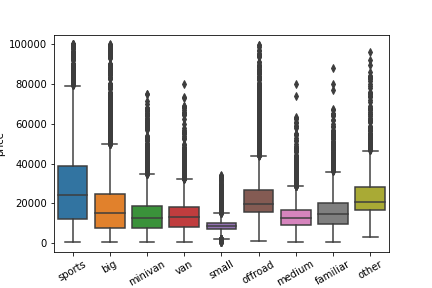 100000
80000
60000
40000
20000
0
price
sports
big
minivan
van
small
offroad
medium
familiar
other